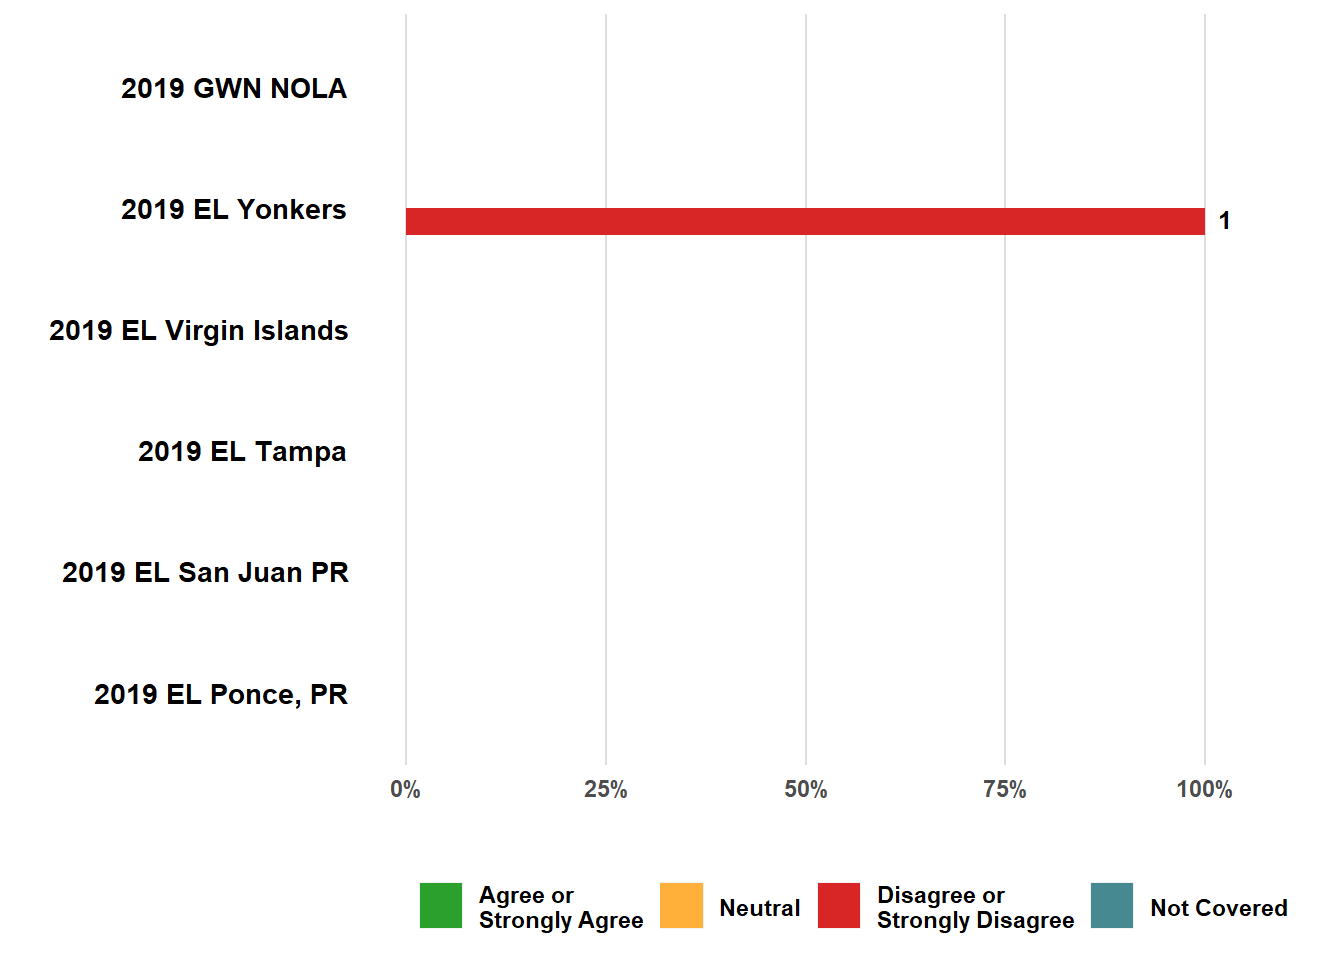 2019 GWN NOLA
2019 EL Yonkers
1
2019 EL Virgin Islands
2019 EL Tampa
2019 EL San Juan PR
2019 EL Ponce, PR
0%
25%
50%
75%
100%
Agree or
Strongly Agree
Neutral
Disagree or
Strongly Disagree
Not Covered